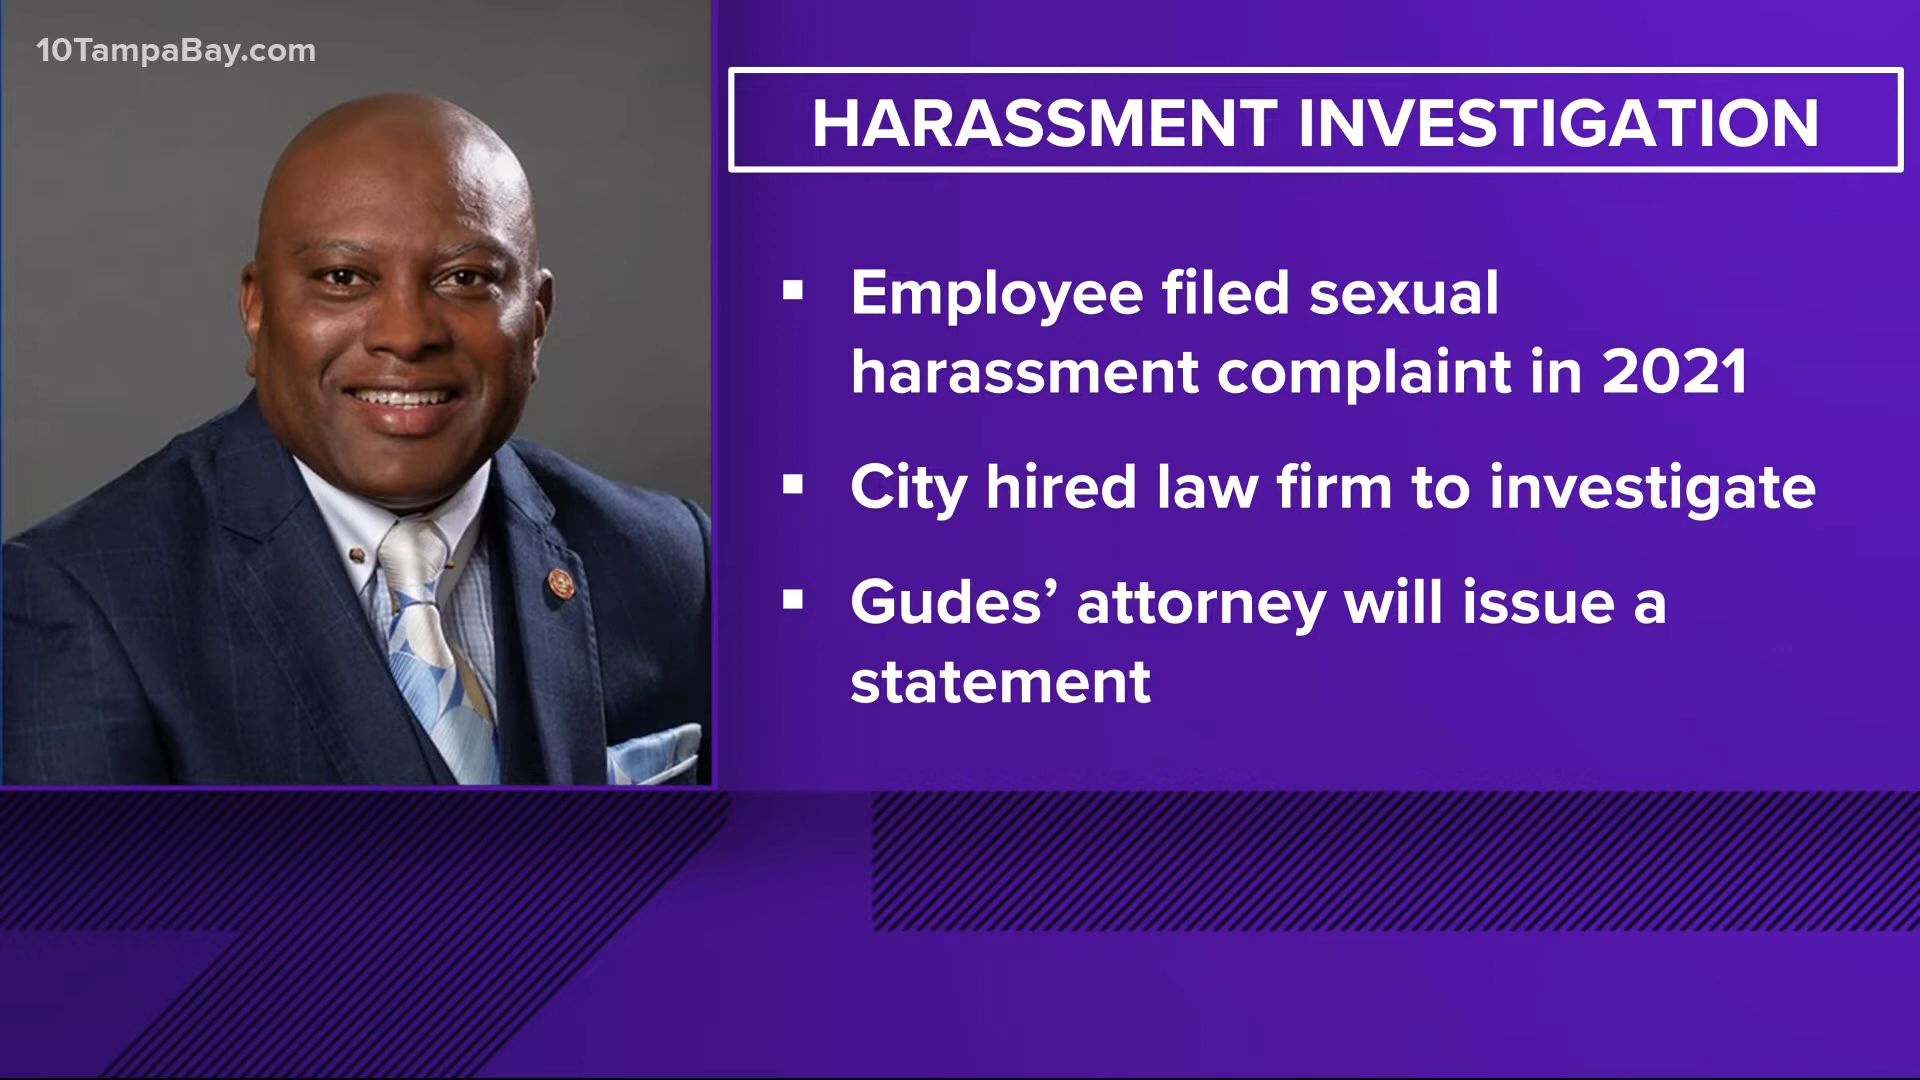 10TampaBay.com
HARASSMENT INVESTIGATION
▪ Employee filed sexual
harassment complaint in 2021
▪ City hired law firm to investigate
▪ Gudes’ attorney will issue a
statement